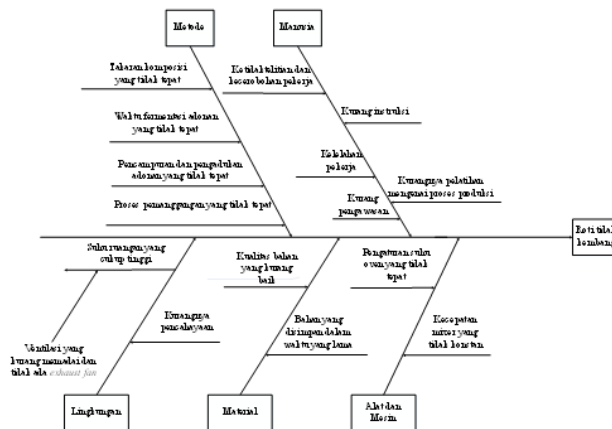 Metode
Manusia
Takaran komposisi
yang tidak tepat
Ketidaktelitian dan
kecerobohan pekerja
Waktu fermentasi adonan
yang tidak tepat
Kurang instruksi
Pencampuran dan pengadukan
adonan yang tidak tepat
Kelelahan
pekerja
Kurangnya pelatihan
mengenai proses produksi
Proses pemanggangan yang tidak tepat
Kurang
pengawasan
Roti tidak
kembang
Suhu ruangan yang
cukup tinggi
Kualitas bahan
yang kurang
baik
Pengaturan suhu
oven yang tidak
tepat
Kurangnya
pencahayaan
Bahan yang
disimpan dalam
waktu yang lama
Kecepatan
mixer yang
tidak konstan
Ventilasi yang
kurang memadai dan
tidak ada exhaust fan
Lingkungan
Material
Alat dan
Mesin